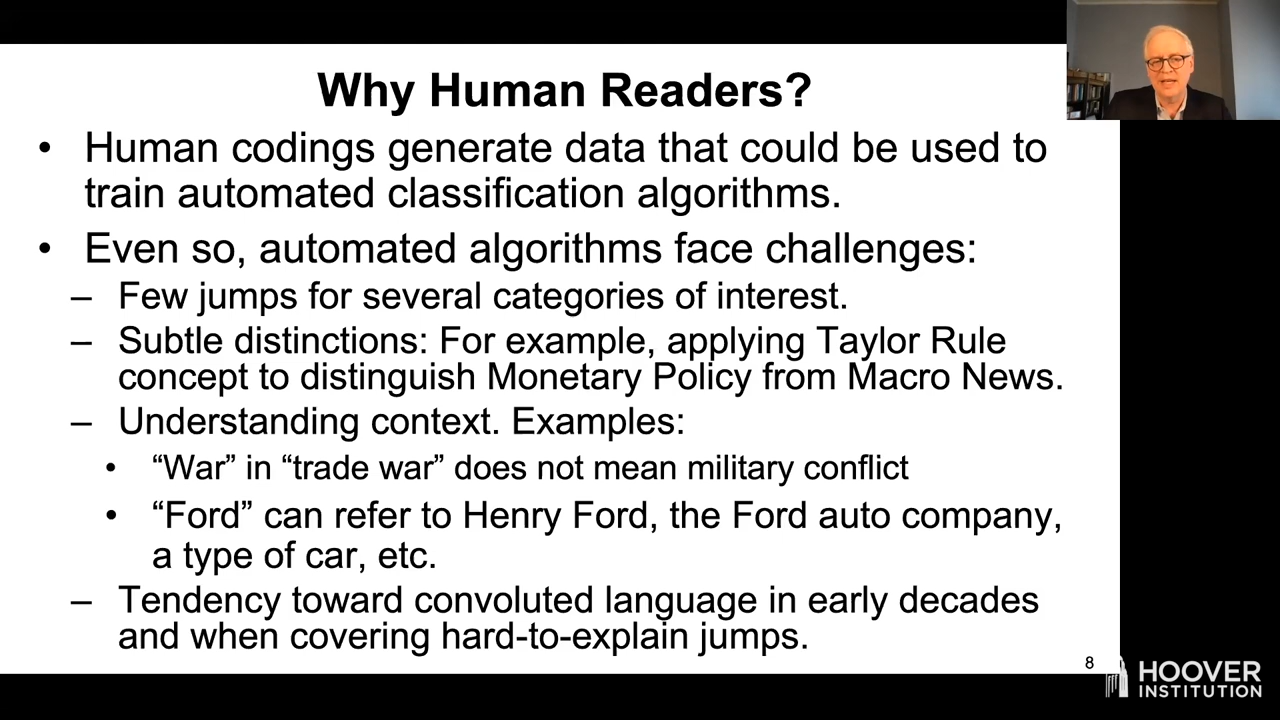 Why Human Readers?
• Human codings generate data that could be used to
train automated classification algorithms.
• Even so, automated algorithms face challenges:
– Few jumps for several categories of interest.
– Subtle distinctions: For example, applying Taylor Rule
concept to distinguish Monetary Policy from Macro News.
– Understanding context. Examples:
• “War” in “trade war” does not mean military conflict
• “Ford” can refer to Henry Ford, the Ford auto company,
a type of car, etc.
– Tendency toward convoluted language in early decades
and when covering hard-to-explain jumps.
8
HOOVER
INSTITUTION